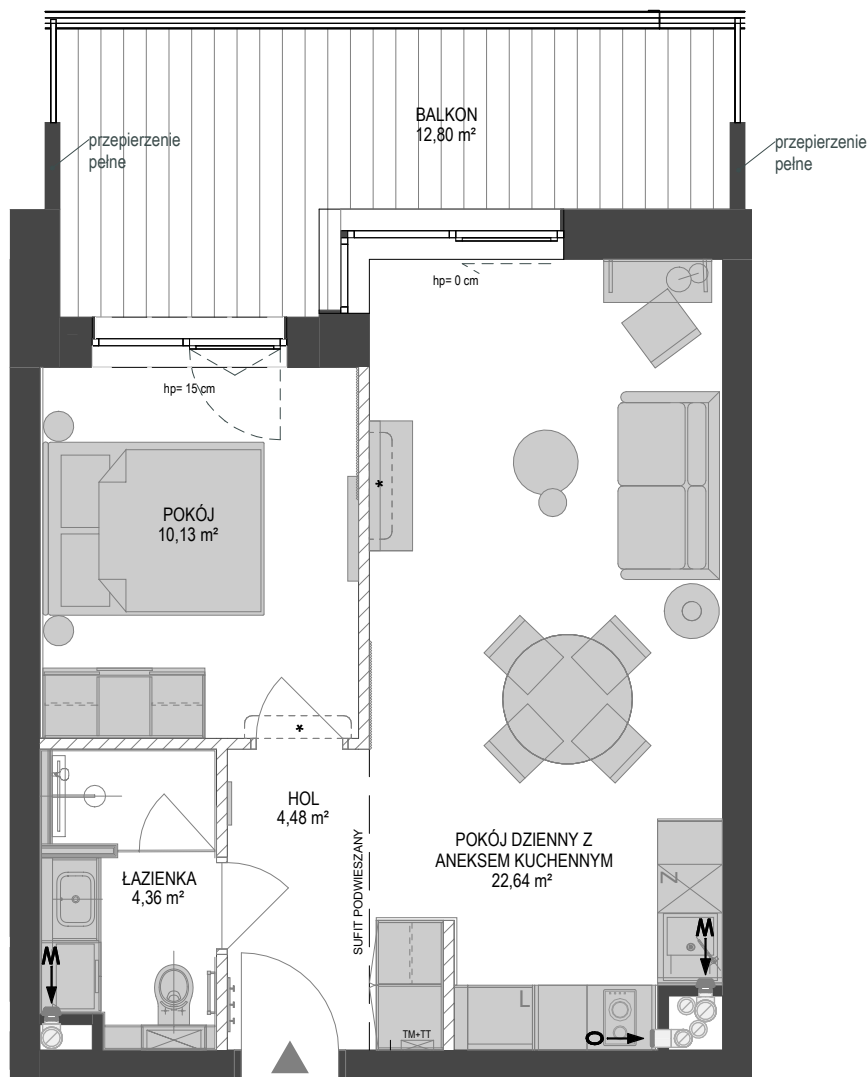 BALKON
12,80 m²
przepierzenie
pełne
przepierzenie
pełne
hp= 0 cm
hp= 15 cm
*
POKÓJ
10,13 m²
*
HOL
4,48 m²
SUFIT PODWIESZANY
POKÓJ DZIENNY Z
ANEKSEM KUCHENNYM
22,64 m²
ŁAZIENKA
4,36 m²
Z
M
M
L
TM+TT
O